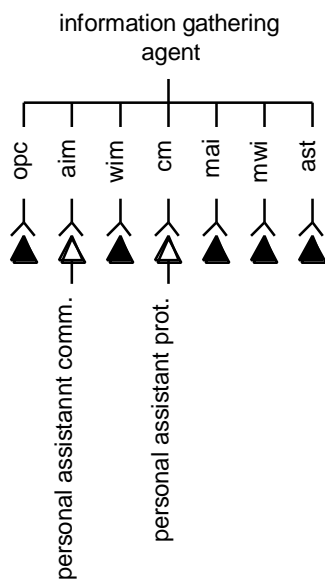 information gathering
agent
opc
aim
wim
cm
mai
mwi
ast
personal assistannt comm.
personal assistant prot.